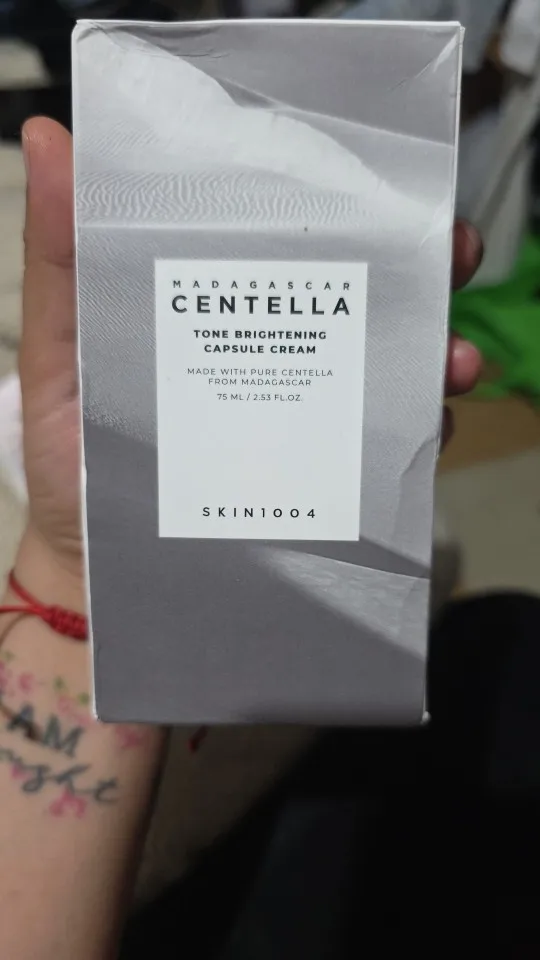 MADAGASCAR
CENTELLA
TONE BRIGHTENING
CAPSULE CREAM
MADE WITH PURE CENTELLA
FROM MADAGASCAR
75 ML / 2.53 FL.OZ.
SKIN1004
AM